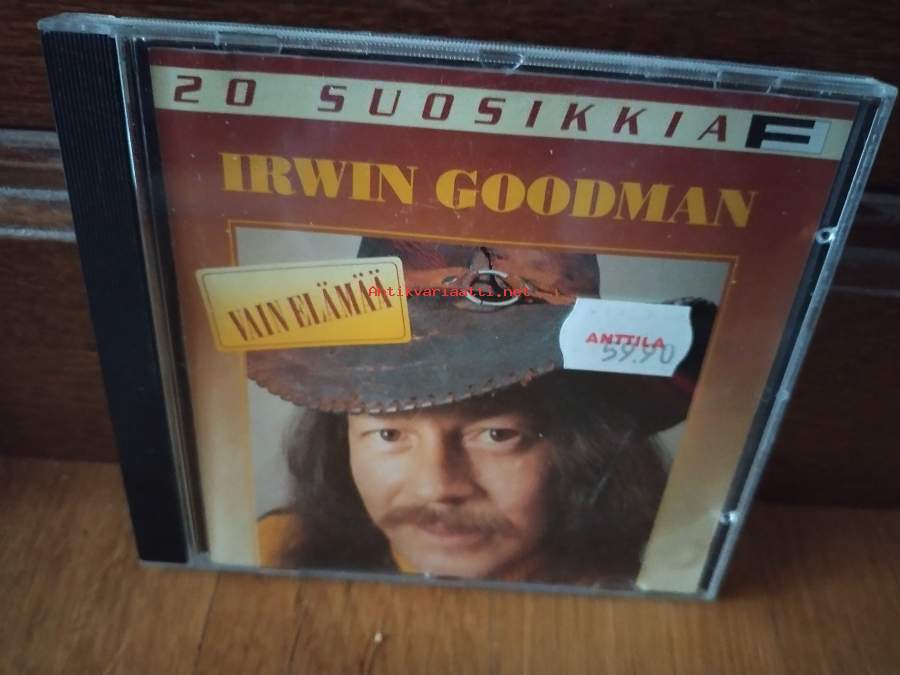 20 SUOSIKKIA F
IRWIN GOODMAN
VAIN ELÄMÄÄ
Antikvariaatti.net
ANTTILA
59.90